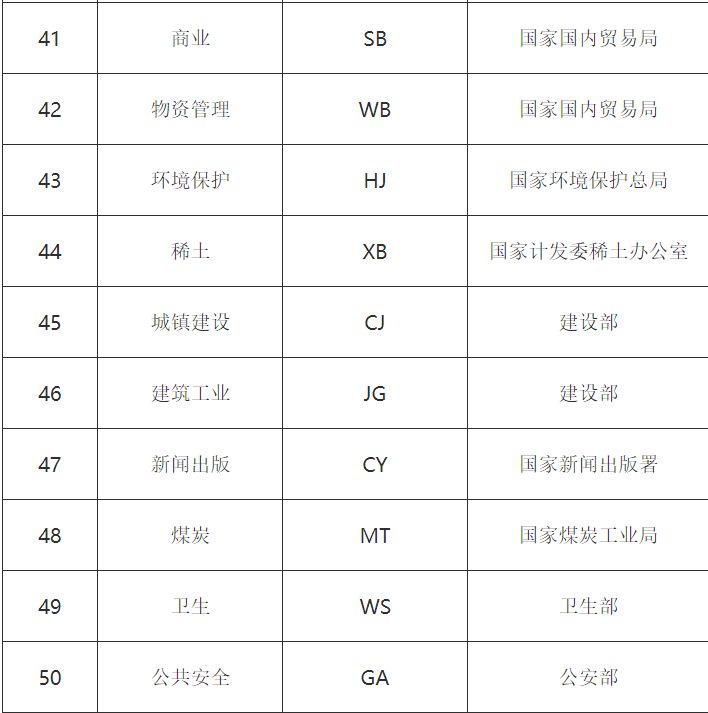 41 商业 SB 国家国内贸易局
42 物资管理 WB 国家国内贸易局
43 环境保护 HJ 国家环境保护总局
44 稀土 XB 国家计发委稀土办公室
45 城镇建设 CJ 建设部
46 建筑工业 JG 建设部
47 新闻出版 CY 国家新闻出版署
48 煤炭 MT 国家煤炭工业局
49 卫生 WS 卫生部
50 公共安全 GA 公安部